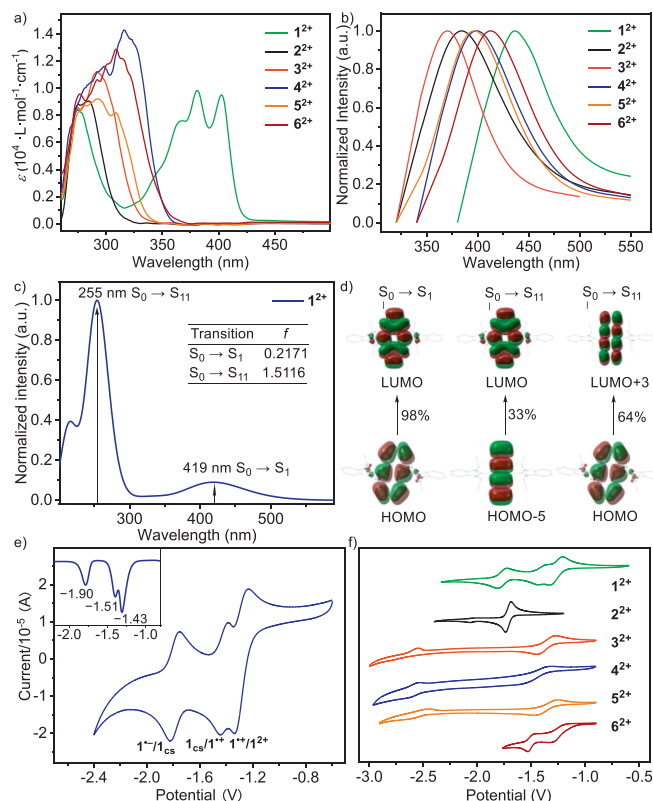 a)
ε (10⁴ ·L·mol⁻¹·cm⁻¹)
1.4
1.2
1.0
0.8
0.6
0.4
0.2
0.0
300
400
Wavelength (nm)
1²⁺
2²⁺
3²⁺
4²⁺
5²⁺
6²⁺
b)
Normalized Intensity (a.u.)
1.0
0.8
0.6
0.4
0.2
0.0
350
400
450
500
550
Wavelength (nm)
1²⁺
2²⁺
3²⁺
4²⁺
5²⁺
6²⁺
c)
Normalized intensity (a.u.)
1.0
0.8
0.6
0.4
0.2
0.0
300
400
500
Wavelength (nm)
255 nm S₀ → S₁₁
1²⁺
Transition f
S₀ → S₁ 0.2171
S₀ → S₁₁ 1.5116
419 nm S₀ → S₁
d)
S₀ → S₁ S₀ → S₁₁ S₀ → S₁₁
LUMO LUMO LUMO+3
98% 33% 64%
HOMO HOMO-5 HOMO
e)
Current/10⁻⁵ (A)
2
1
0
-1
-2
−1.90
−1.51
−1.43
-2.0 -1.6 -1.2 -0.8
1•−/1cs 1cs/1•+ 1•+/1²⁺
-2.4 -2.0 -1.6 -1.2 -0.8
Potential (V)
f)
1²⁺
2²⁺
3²⁺
4²⁺
5²⁺
6²⁺
-3.0 -2.5 -2.0 -1.5 -1.0 -0.5
Potential (V)